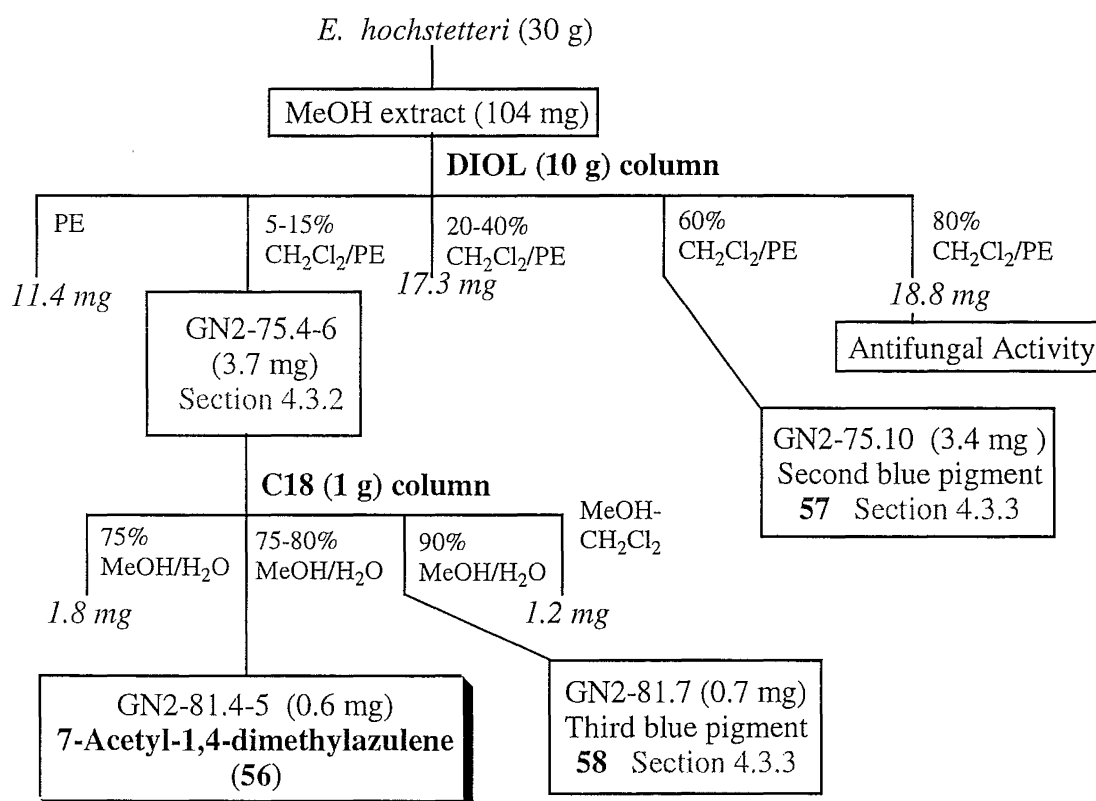 E. hochstetteri (30 g)
MeOH extract (104 mg)
DIOL (10 g) column
PE
5-15%
CH2Cl2/PE
20-40%
CH2Cl2/PE
60%
CH2Cl2/PE
80%
CH2Cl2/PE
11.4 mg
17.3 mg
18.8 mg
GN2-75.4-6
(3.7 mg)
Section 4.3.2
Antifungal Activity
GN2-75.10 (3.4 mg )
Second blue pigment
57 Section 4.3.3
C18 (1 g) column
75%
MeOH/H2O
75-80%
MeOH/H2O
90%
MeOH/H2O
MeOH-
CH2Cl2
1.8 mg
1.2 mg
GN2-81.4-5 (0.6 mg)
7-Acetyl-1,4-dimethylazulene
(56)
GN2-81.7 (0.7 mg)
Third blue pigment
58 Section 4.3.3